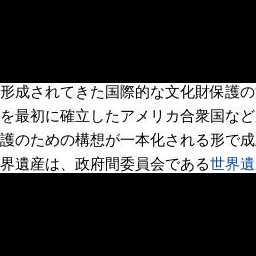 形成されてきた国際的な文化財保護の
を最初に確立したアメリカ合衆国など
護のための構想が一本化される形で成
界遺産は、政府間委員会である世界遺